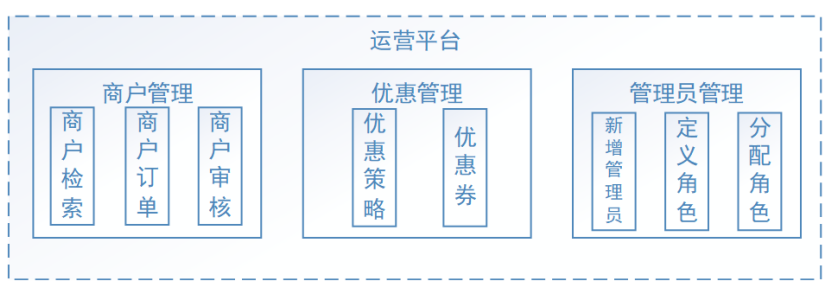 运营平台
商户管理
商户检索
商户订单
商户审核
优惠管理
优惠策略
优惠券
管理员管理
新增管理员
定义角色
分配角色